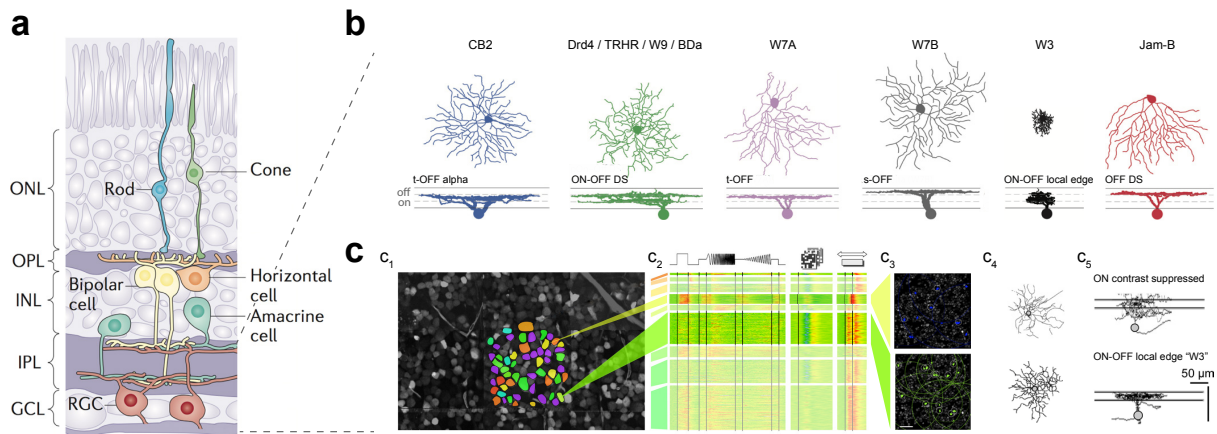 a
ONL
OPL
INL
IPL
GCL
Rod
Cone
Bipolar
cell
Horizontal
cell
Amacrine
cell
RGC
b
CB2
Drd4 / TRHR / W9 / BDa
W7A
W7B
W3
Jam-B
t-OFF alpha
ON-OFF DS
t-OFF
s-OFF
ON-OFF local edge
OFF DS
off
on
c
c1
c2
c3
c4
c5
ON contrast suppressed
ON-OFF local edge “W3”
50 µm